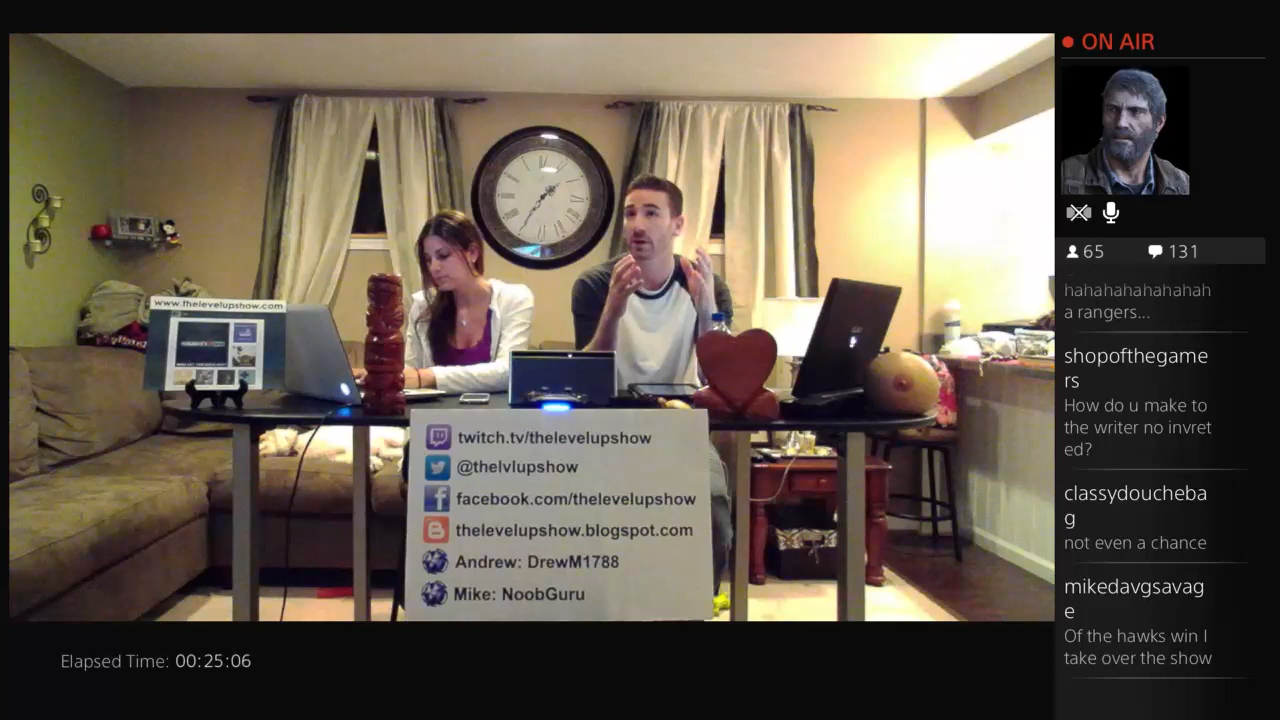 ON AIR
65 131
hahahahahahahah
a rangers...
shopofthegame
rs
How do u make to
the writer no invret
ed?
classydoucheba
g
not even a chance
mikedavgsavag
e
Of the hawks win I
take over the show
www.thelevelupshow.com
twitch.tv/thelevelupshow
@thelvlupshow
facebook.com/thelevelupshow
thelevelupshow.blogspot.com
Andrew: DrewM1788
Mike: NoobGuru
Elapsed Time: 00:25:06